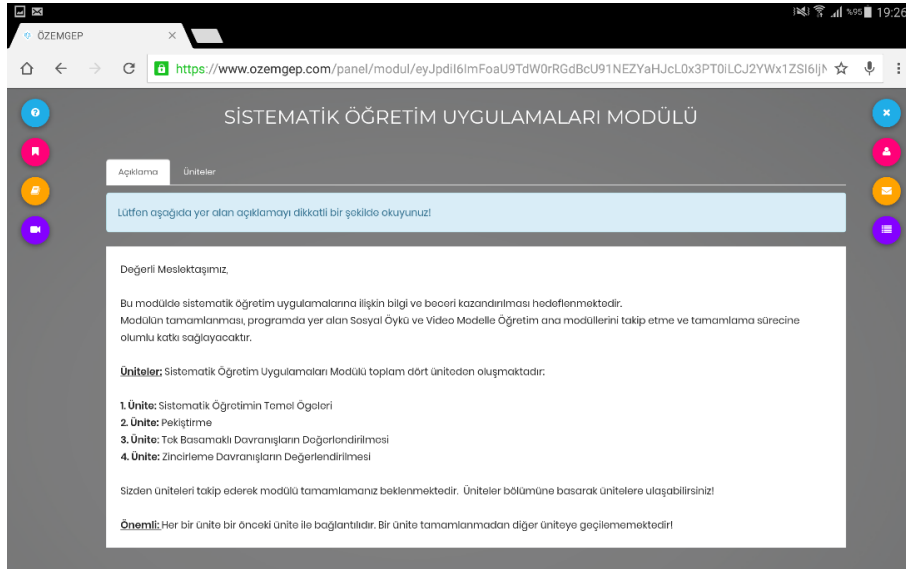 %95 19:26
ÖZEMGEP
https://www.ozemgep.com/panel/modul/
SİSTEMATİK ÖĞRETİM UYGULAMALARI MODÜLÜ
Açıklama Üniteler
Lütfen aşağıda yer alan açıklamayı dikkatli bir şekilde okuyunuz!
Değerli Meslektaşımız,
Bu modülde sistematik öğretim uygulamalarına ilişkin bilgi ve beceri kazandırılması hedeflenmektedir.
Modülün tamamlanması, programda yer alan Sosyal Öykü ve Video Modelle Öğretim ana modüllerini takip etme ve tamamlama sürecine
olumlu katkı sağlayacaktır.
Üniteler: Sistematik Öğretim Uygulamaları Modülü toplam dört üniteden oluşmaktadır:
1. Ünite: Sistematik Öğretimin Temel Ögeleri
2. Ünite: Pekiştirme
3. Ünite: Tek Basamaklı Davranışların Değerlendirilmesi
4. Ünite: Zincirleme Davranışların Değerlendirilmesi
Sizden üniteleri takip ederek modülü tamamlamanız beklenmektedir. Üniteler bölümüne basarak ünitelere ulaşabilirsiniz!
Önemli: Her bir ünite bir önceki ünite ile bağlantılıdır. Bir ünite tamamlanmadan diğer üniteye geçilememektedir!